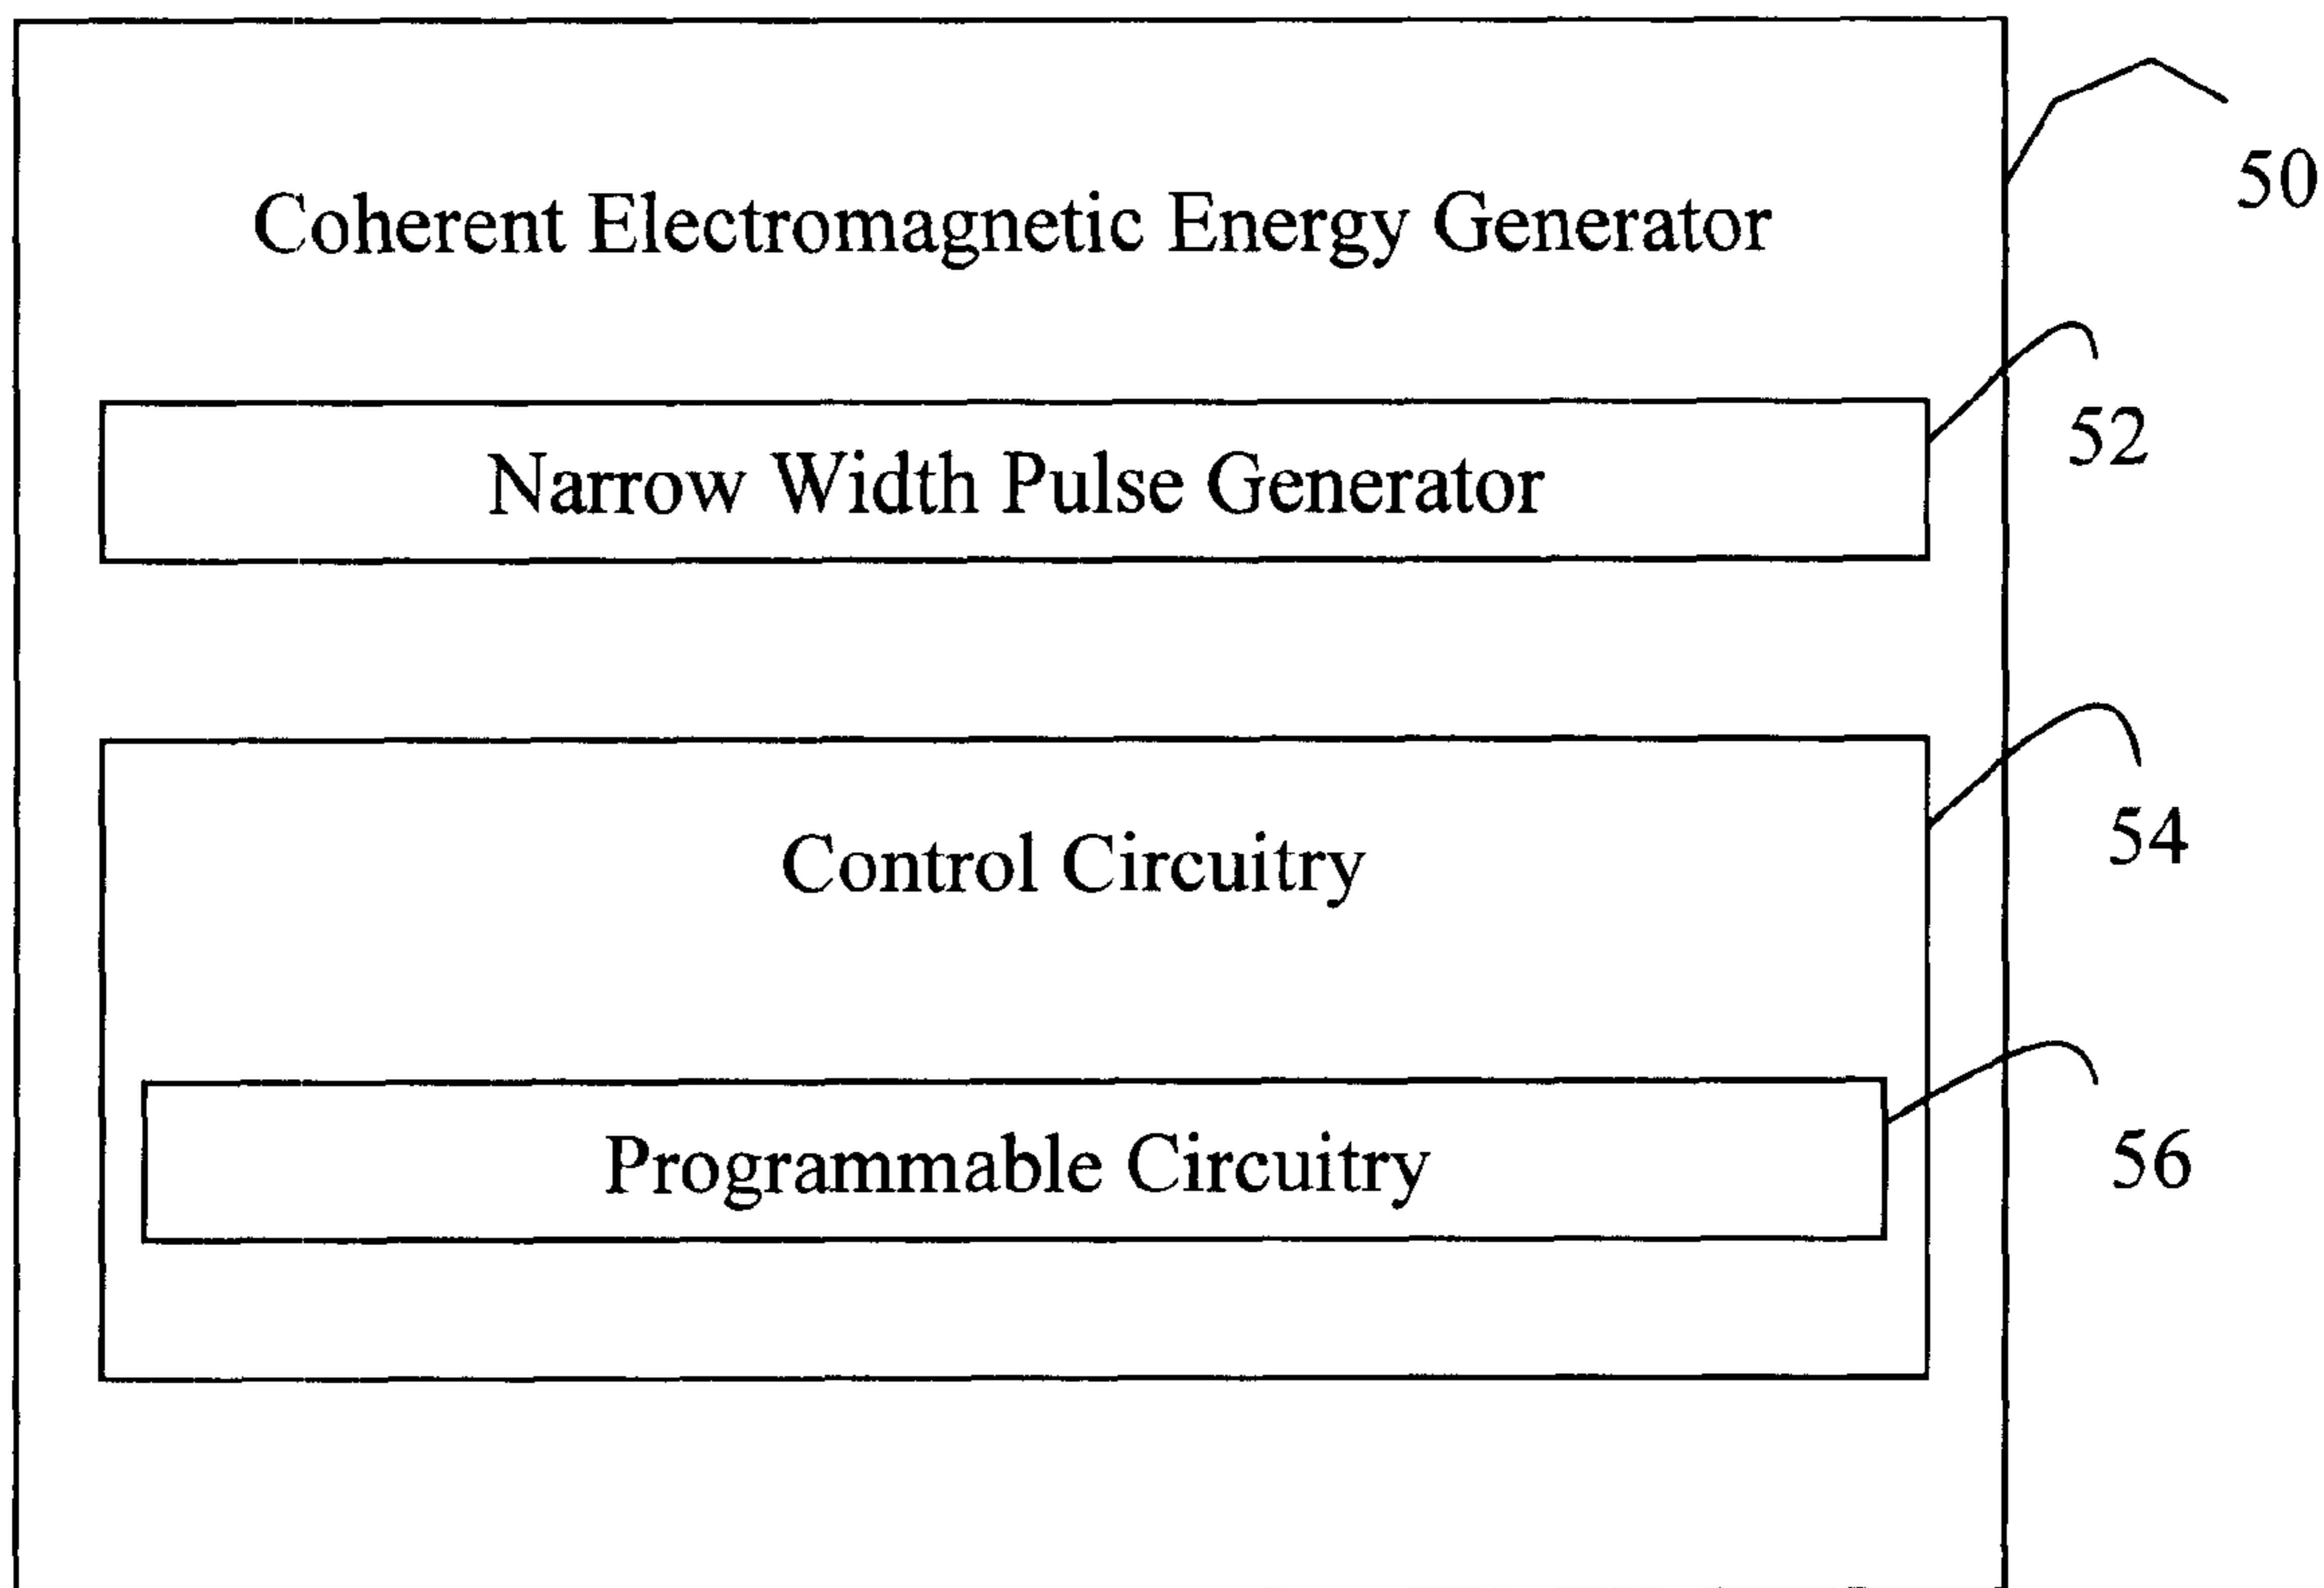 Coherent Electromagnetic Energy Generator
50
Narrow Width Pulse Generator
52
Control Circuitry
54
Programmable Circuitry
56